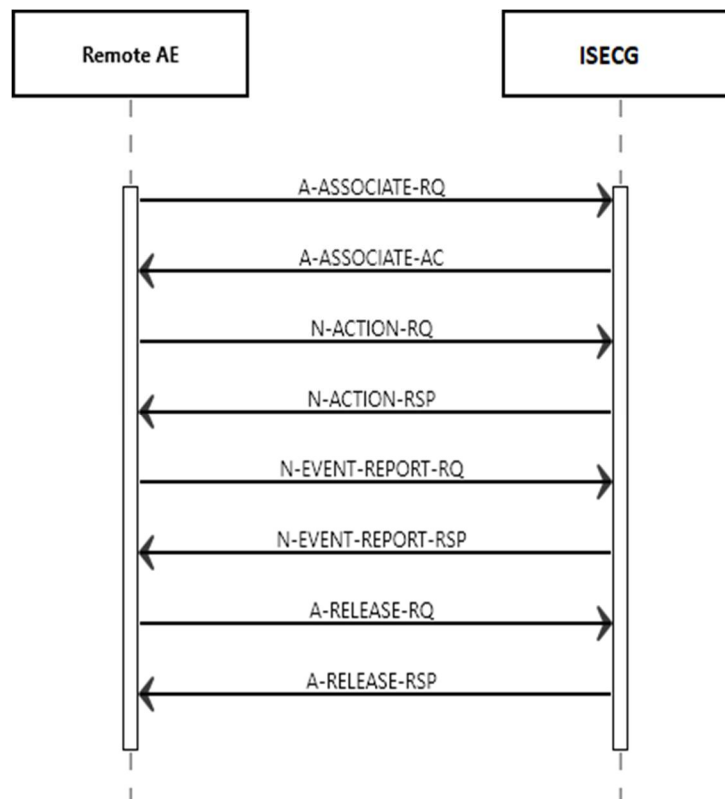 Remote AE
ISECG
A-ASSOCIATE-RQ
A-ASSOCIATE-AC
N-ACTION-RQ
N-ACTION-RSP
N-EVENT-REPORT-RQ
N-EVENT-REPORT-RSP
A-RELEASE-RQ
A-RELEASE-RSP